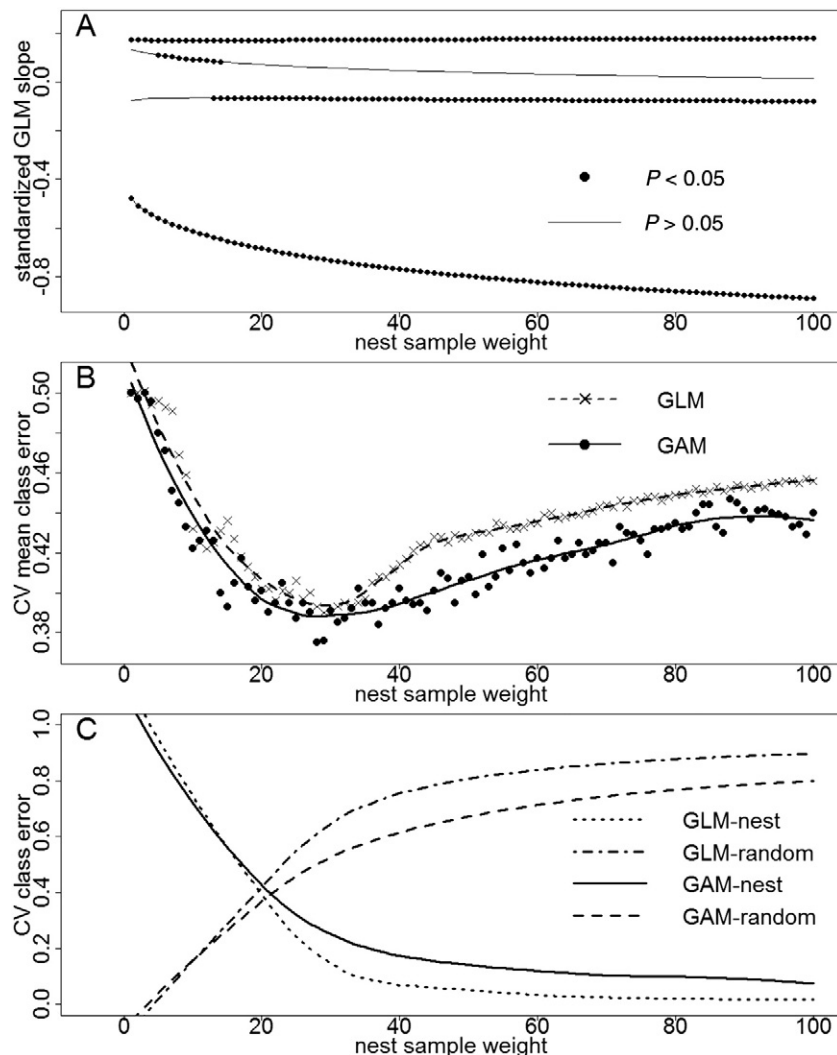 A
standardized GLM slope
0.0
-0.4
-0.8
P < 0.05
P > 0.05
0 20 40 60 80 100
nest sample weight
B
CV mean class error
0.50
0.46
0.42
0.38
GLM
GAM
0 20 40 60 80 100
nest sample weight
C
CV class error
1.0
0.8
0.6
0.4
0.2
0.0
GLM-nest
GLM-random
GAM-nest
GAM-random
0 20 40 60 80 100
nest sample weight